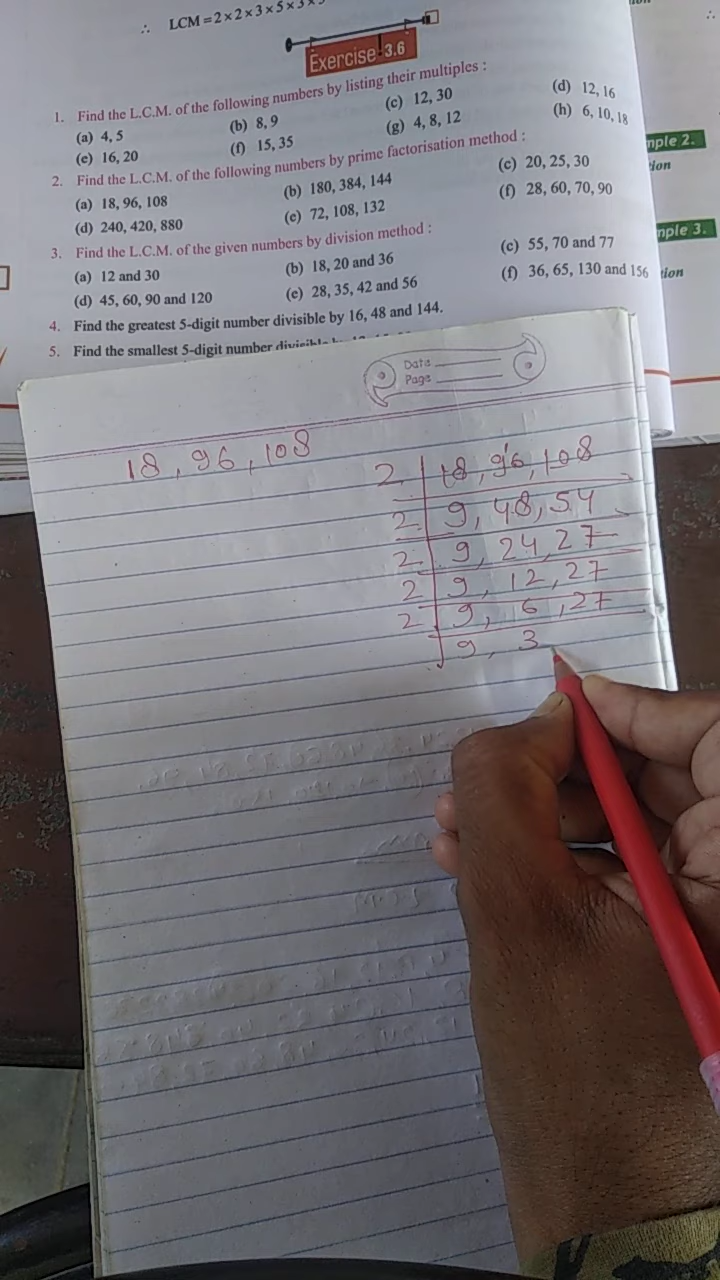 ∴ LCM = 2 × 2 × 3 × 5 × 3 ×
Exercise 3.6
1. Find the L.C.M. of the following numbers by listing their multiples :
(a) 4, 5 (b) 8, 9 (c) 12, 30 (d) 12, 16
(e) 16, 20 (f) 15, 35 (g) 4, 8, 12 (h) 6, 10, 18
2. Find the L.C.M. of the following numbers by prime factorisation method :
(a) 18, 96, 108 (b) 180, 384, 144 (c) 20, 25, 30
(d) 240, 420, 880 (e) 72, 108, 132 (f) 28, 60, 70, 90
3. Find the L.C.M. of the given numbers by division method :
(a) 12 and 30 (b) 18, 20 and 36 (c) 55, 70 and 77
(d) 45, 60, 90 and 120 (e) 28, 35, 42 and 56 (f) 36, 65, 130 and 156
4. Find the greatest 5-digit number divisible by 16, 48 and 144.
5. Find the smallest 5-digit number
nple 2.
tion
nple 3.
tion
Date
Page
18, 96, 108
2 | 18, 96, 108
2 | 9, 48, 54
2 | 9, 24, 27
2 | 9, 12, 27
2 | 9, 6, 27
9, 3